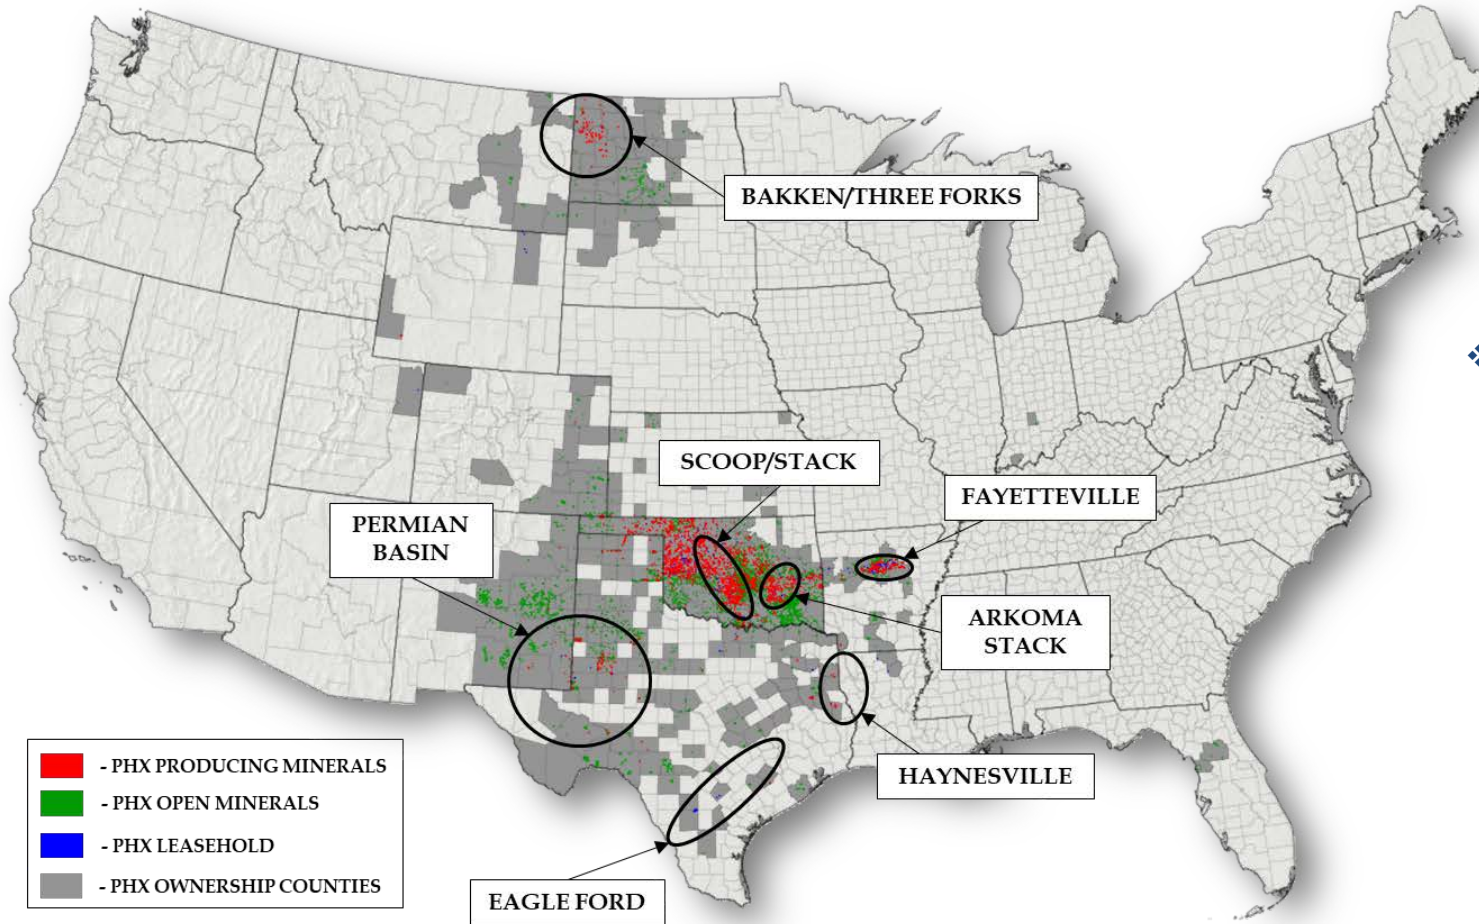 BAKKEN/THREE FORKS
SCOOP/STACK
FAYETTEVILLE
PERMIAN
BASIN
ARKOMA
STACK
HAYNESVILLE
EAGLE FORD
- PHX PRODUCING MINERALS
- PHX OPEN MINERALS
- PHX LEASEHOLD
- PHX OWNERSHIP COUNTIES